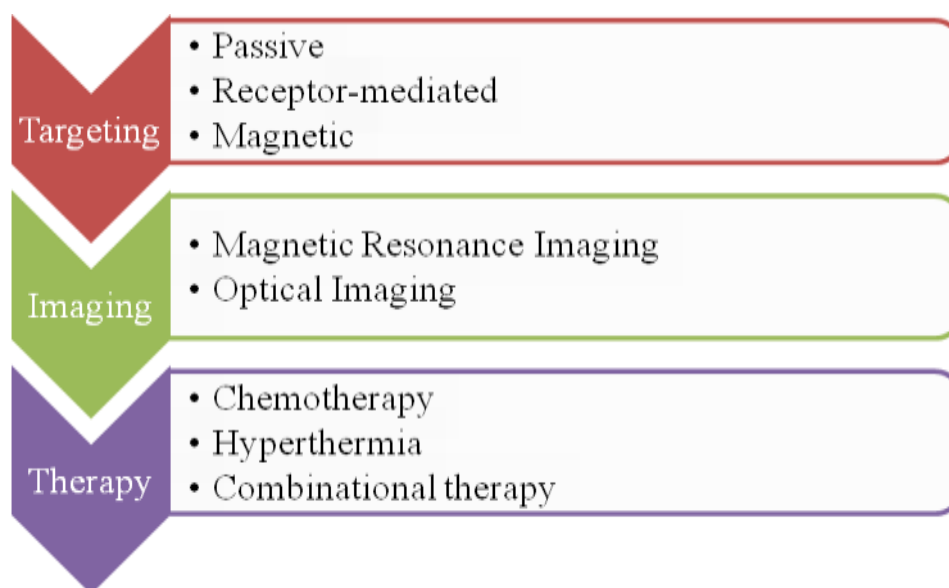 Targeting
• Passive
• Receptor-mediated
• Magnetic
Imaging
• Magnetic Resonance Imaging
• Optical Imaging
Therapy
• Chemotherapy
• Hyperthermia
• Combinational therapy